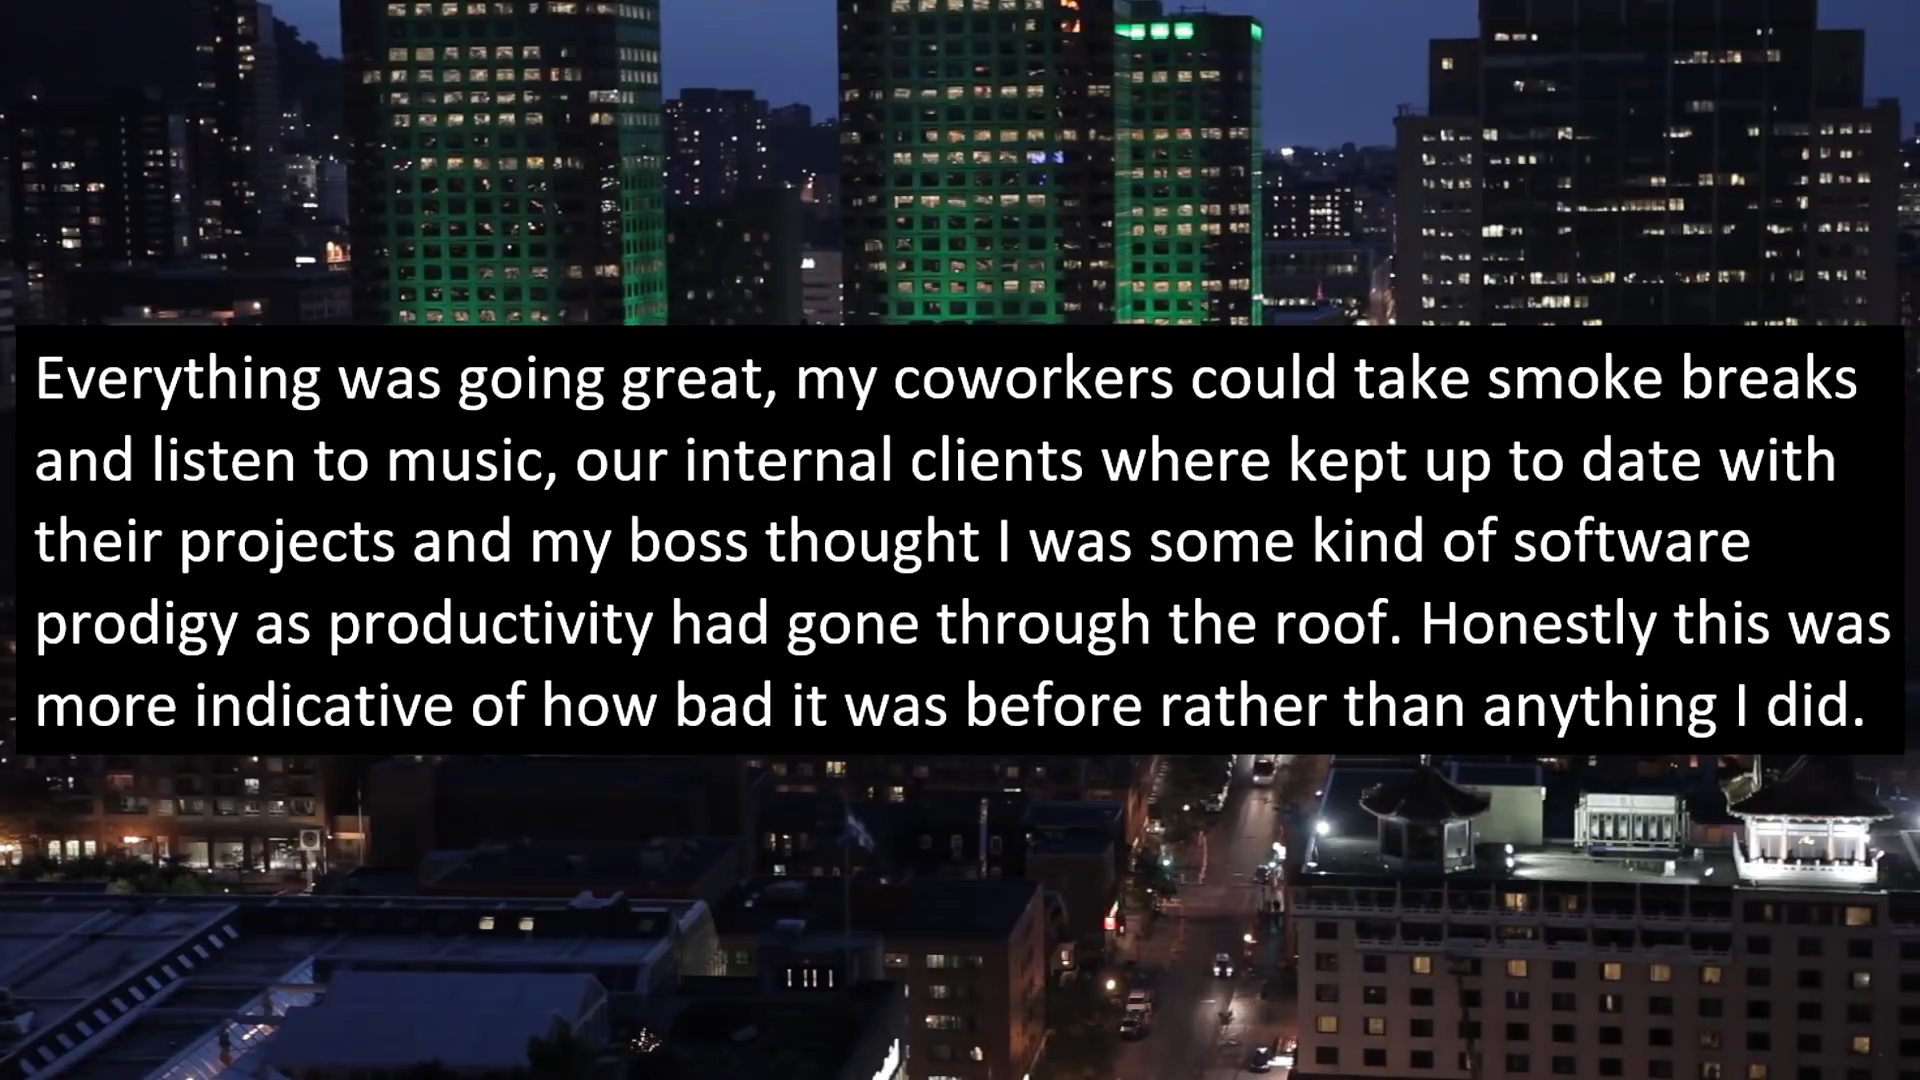 Everything was going great, my coworkers could take smoke breaks
and listen to music, our internal clients where kept up to date with
their projects and my boss thought I was some kind of software
prodigy as productivity had gone through the roof. Honestly this was
more indicative of how bad it was before rather than anything I did.